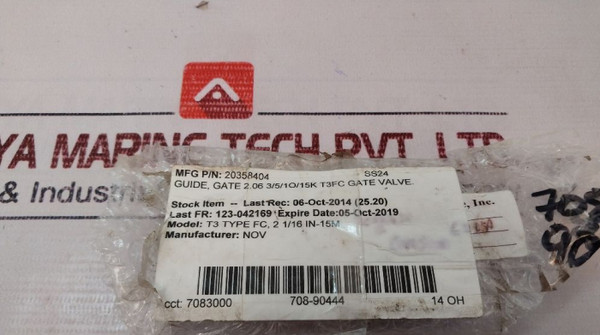 YA MARINE TECH PVT. LTD
& Industri
MFG P/N: 20358404 SS24
GUIDE, GATE 2.06 3/5/10/15K T3FC GATE VALVE.
Stock Item -- Last Rec: 06-Oct-2014 (25.20)
Last FR: 123-042169 Expire Date:05-Oct-2019
Model: T3 TYPE FC, 2 1/16 IN-15M
Manufacturer: NOV
Inc.
708
90
cct: 7083000 708-90444 14 OH